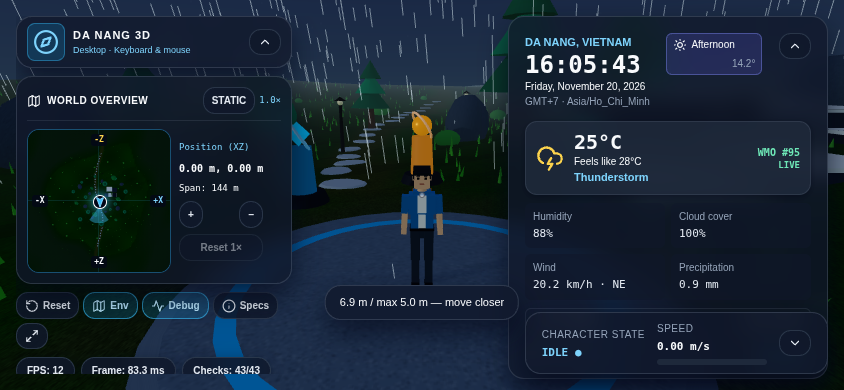 DA NANG 3D
Desktop · Keyboard & mouse
WORLD OVERVIEW
STATIC
1.0×
-Z
-X
+X
+Z
Position (XZ)
0.00 m, 0.00 m
Span: 144 m
+
−
Reset 1×
Reset
Env
Debug
Specs
FPS: 12
Frame: 83.3 ms
Checks: 43/43
6.9 m / max 5.0 m — move closer
DA NANG, VIETNAM
16:05:43
Friday, November 20, 2026
GMT+7 · Asia/Ho_Chi_Minh
Afternoon
14.2°
25°C
Feels like 28°C
Thunderstorm
WMO #95
LIVE
Humidity
88%
Cloud cover
100%
Wind
20.2 km/h · NE
Precipitation
0.9 mm
CHARACTER STATE
IDLE ●
SPEED
0.00 m/s